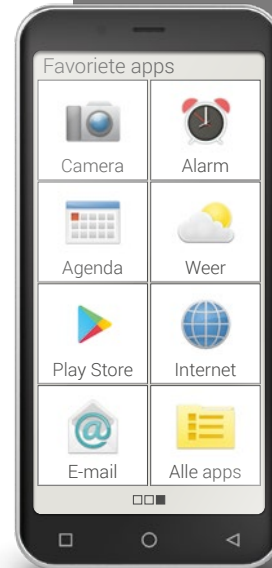 Favoriete apps
Camera
Alarm
Agenda
Weer
Play Store
Internet
E-mail
Alle apps